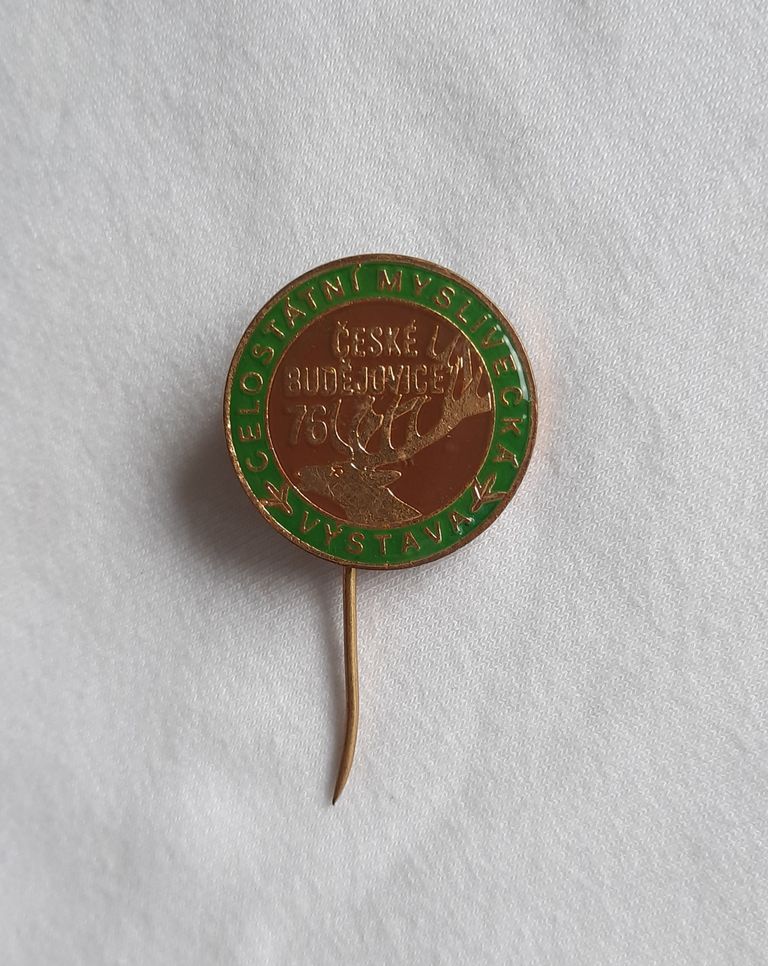 CELOSTÁTNÍ MYSLIVECKÁ
VÝSTAVA
ČESKÉ
BUDĚJOVICE
76